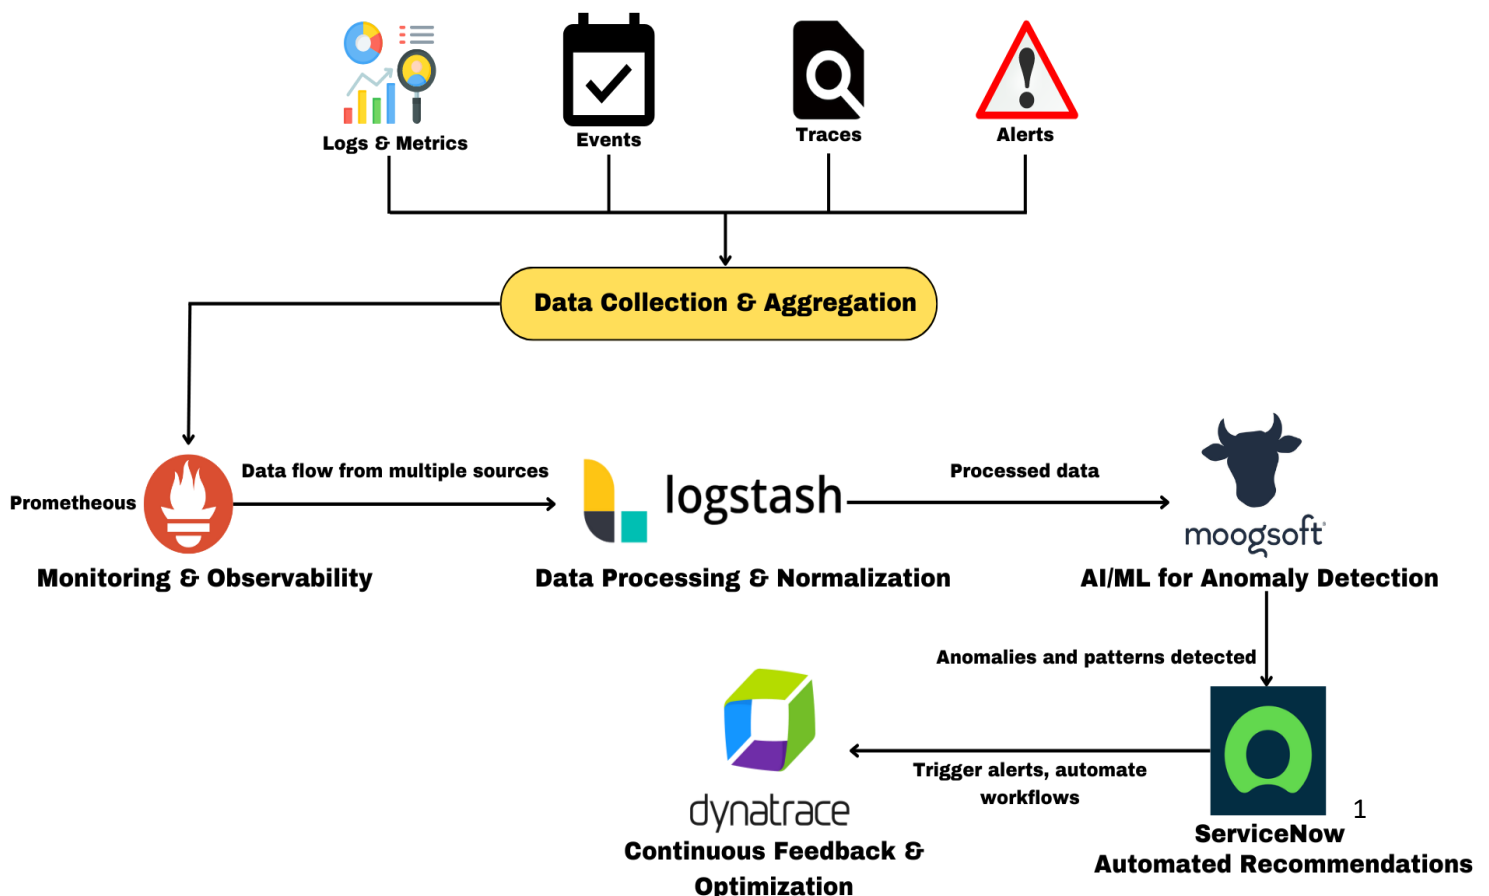 Logs & Metrics
Events
Traces
Alerts
Data Collection & Aggregation
Prometheous
Data flow from multiple sources
logstash
Processed data
moogsoft
Monitoring & Observability
Data Processing & Normalization
AI/ML for Anomaly Detection
Anomalies and patterns detected
Trigger alerts, automate
workflows
dynatrace
Continuous Feedback &
Optimization
1
ServiceNow
Automated Recommendations